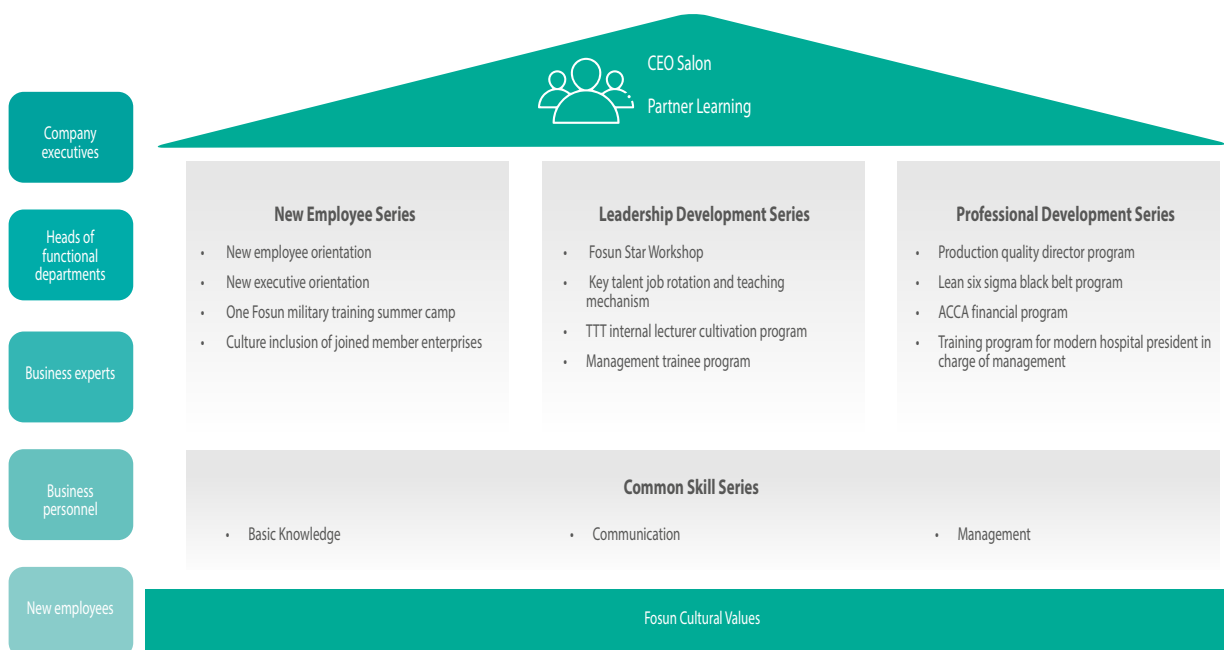 CEO Salon
Partner Learning
Company
executives
Heads of
functional
departments
Business experts
Business
personnel
New employees
New Employee Series
• New employee orientation
• New executive orientation
• One Fosun military training summer camp
• Culture inclusion of joined member enterprises
Leadership Development Series
• Fosun Star Workshop
• Key talent job rotation and teaching
mechanism
• TTT internal lecturer cultivation program
• Management trainee program
Professional Development Series
• Production quality director program
• Lean six sigma black belt program
• ACCA financial program
• Training program for modern hospital president in
charge of management
Common Skill Series
• Basic Knowledge
• Communication
• Management
Fosun Cultural Values